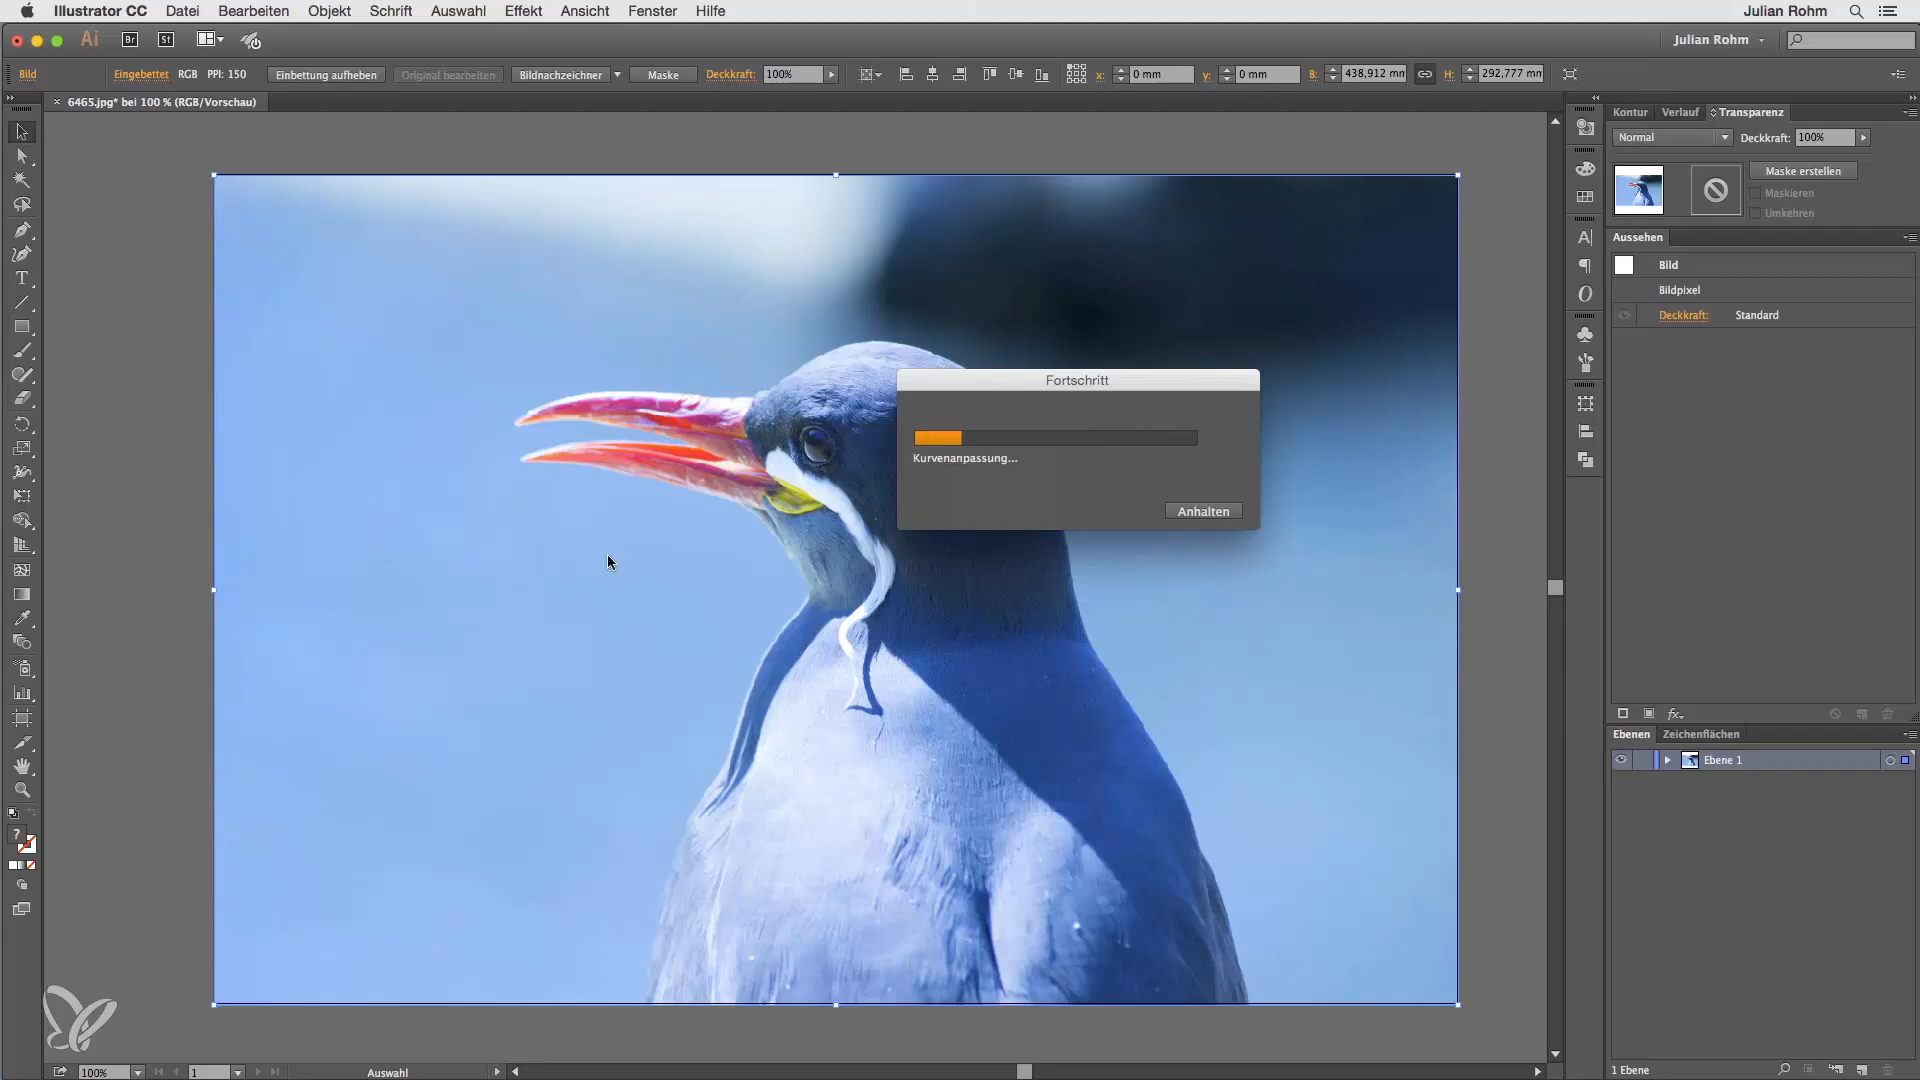 Illustrator CC Datei Bearbeiten Objekt Schrift Auswahl Effekt Ansicht Fenster Hilfe Julian Rohm
Ai Br St Julian Rohm
Bild Eingebettet RGB PPI: 150 Einbettung aufheben Original bearbeiten Bildnachzeichner Maske Deckkraft: 100% x: 0 mm y: 0 mm B: 438,912 mm H: 292,777 mm
6465.jpg* bei 100 % (RGB/Vorschau)
Kontur Verlauf Transparenz
Normal Deckkraft: 100%
Maske erstellen
Maskieren
Umkehren
Aussehen
Bild
Bildpixel
Deckkraft: Standard
Fortschritt
Kurvenanpassung...
Anhalten
fx
Ebenen Zeichenflächen
Ebene 1
1 Ebene
100% 1 Auswahl